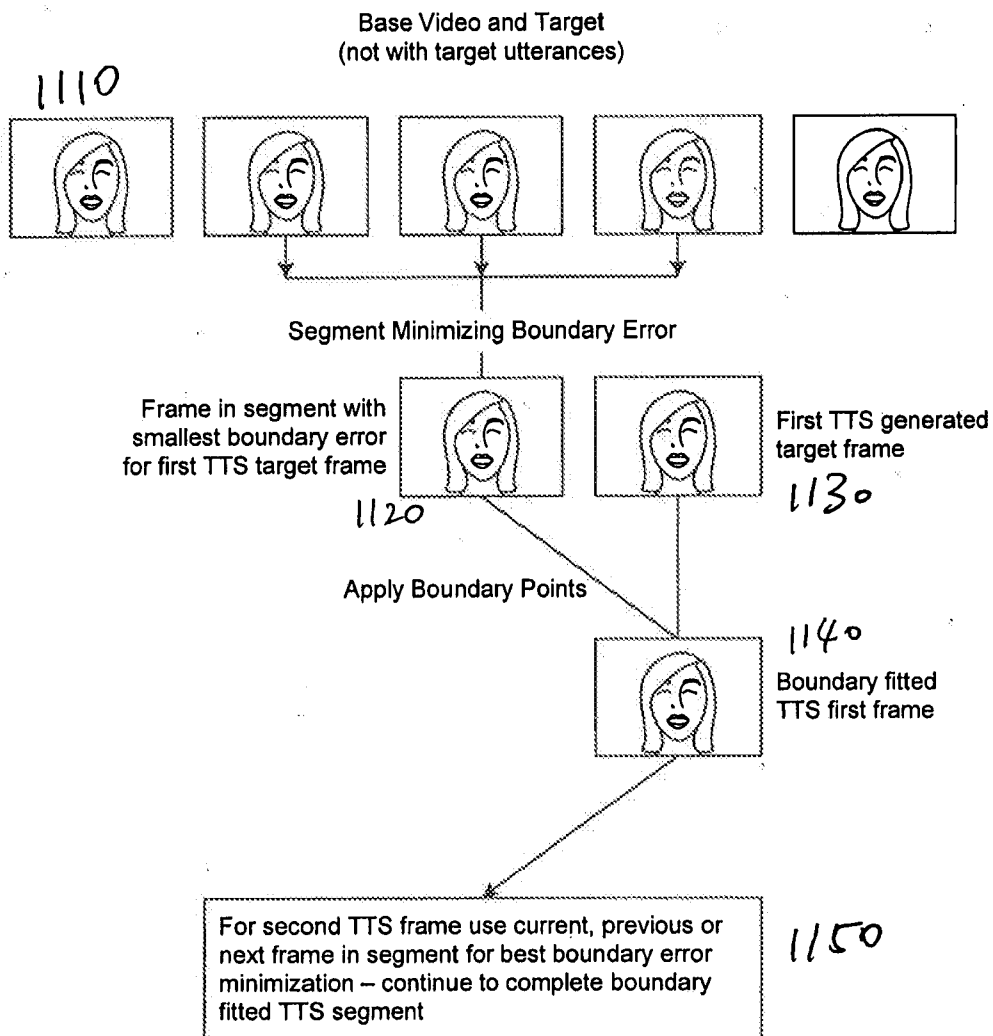 Base Video and Target
(not with target utterances)
1110
Segment Minimizing Boundary Error
Frame in segment with
smallest boundary error
for first TTS target frame
1120
First TTS generated
target frame
1130
Apply Boundary Points
1140
Boundary fitted
TTS first frame
For second TTS frame use current, previous or
next frame in segment for best boundary error
minimization – continue to complete boundary
fitted TTS segment
1150